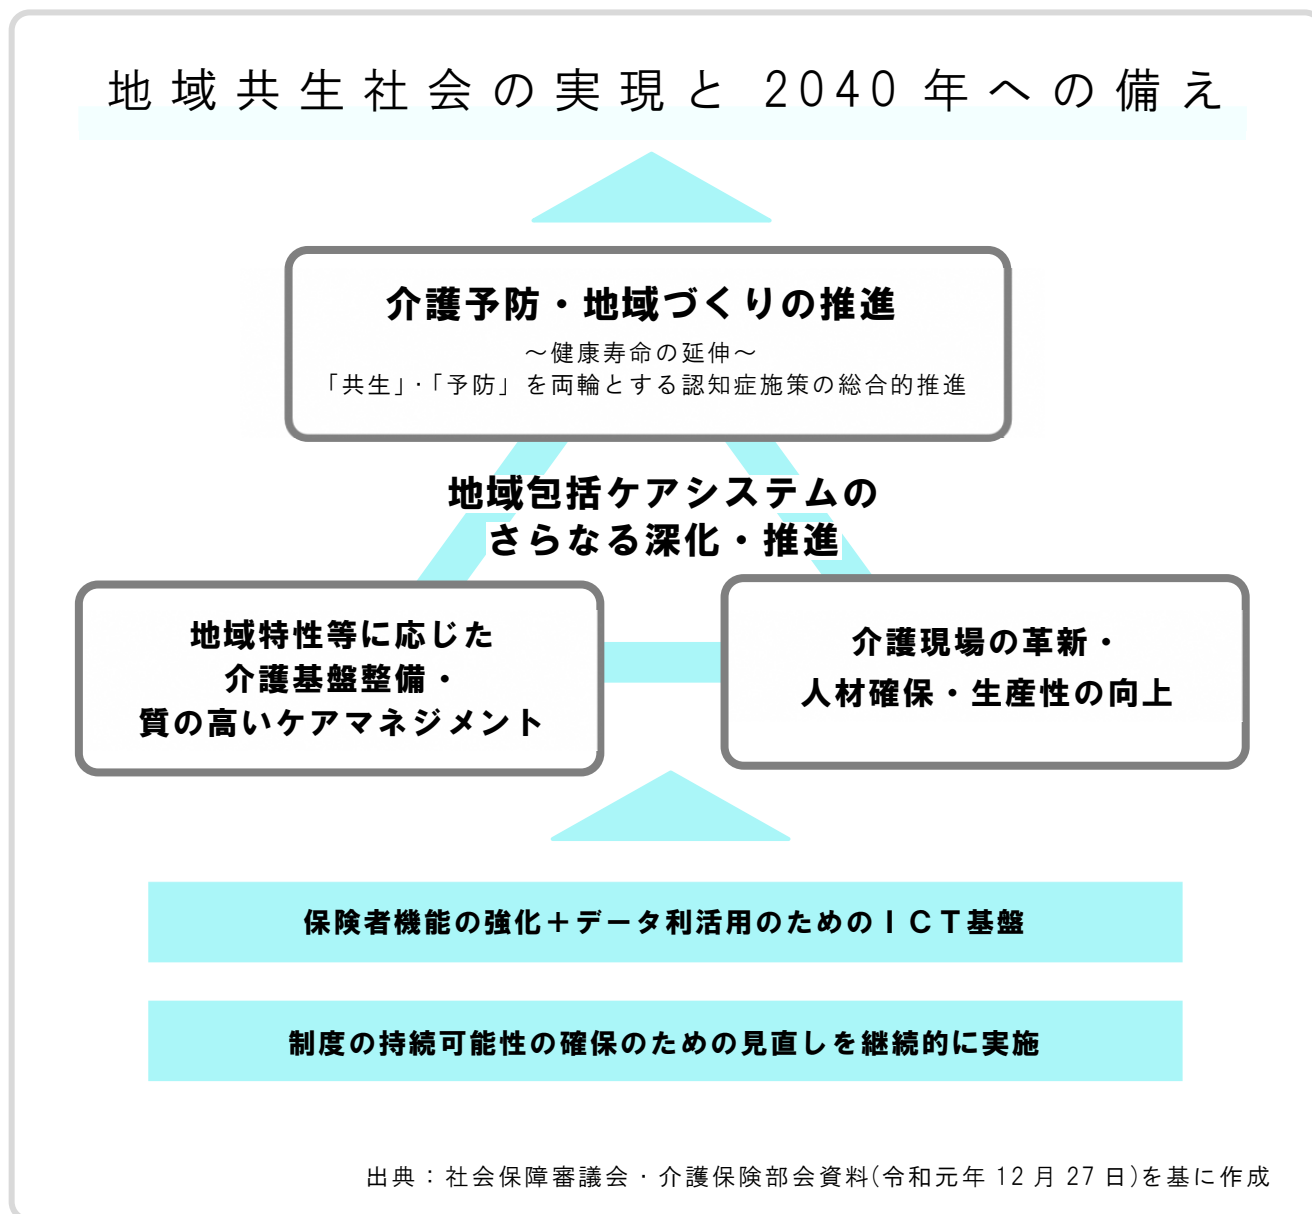 地域共生社会の実現と 2040 年への備え
介護予防・地域づくりの推進
～健康寿命の延伸～
「共生」・「予防」を両輪とする認知症施策の総合的推進
地域包括ケアシステムの
さらなる深化・推進
地域特性等に応じた
介護基盤整備・
質の高いケアマネジメント
介護現場の革新・
人材確保・生産性の向上
保険者機能の強化＋データ利活用のためのＩＣＴ基盤
制度の持続可能性の確保のための見直しを継続的に実施
出典：社会保障審議会・介護保険部会資料(令和元年 12 月 27 日)を基に作成